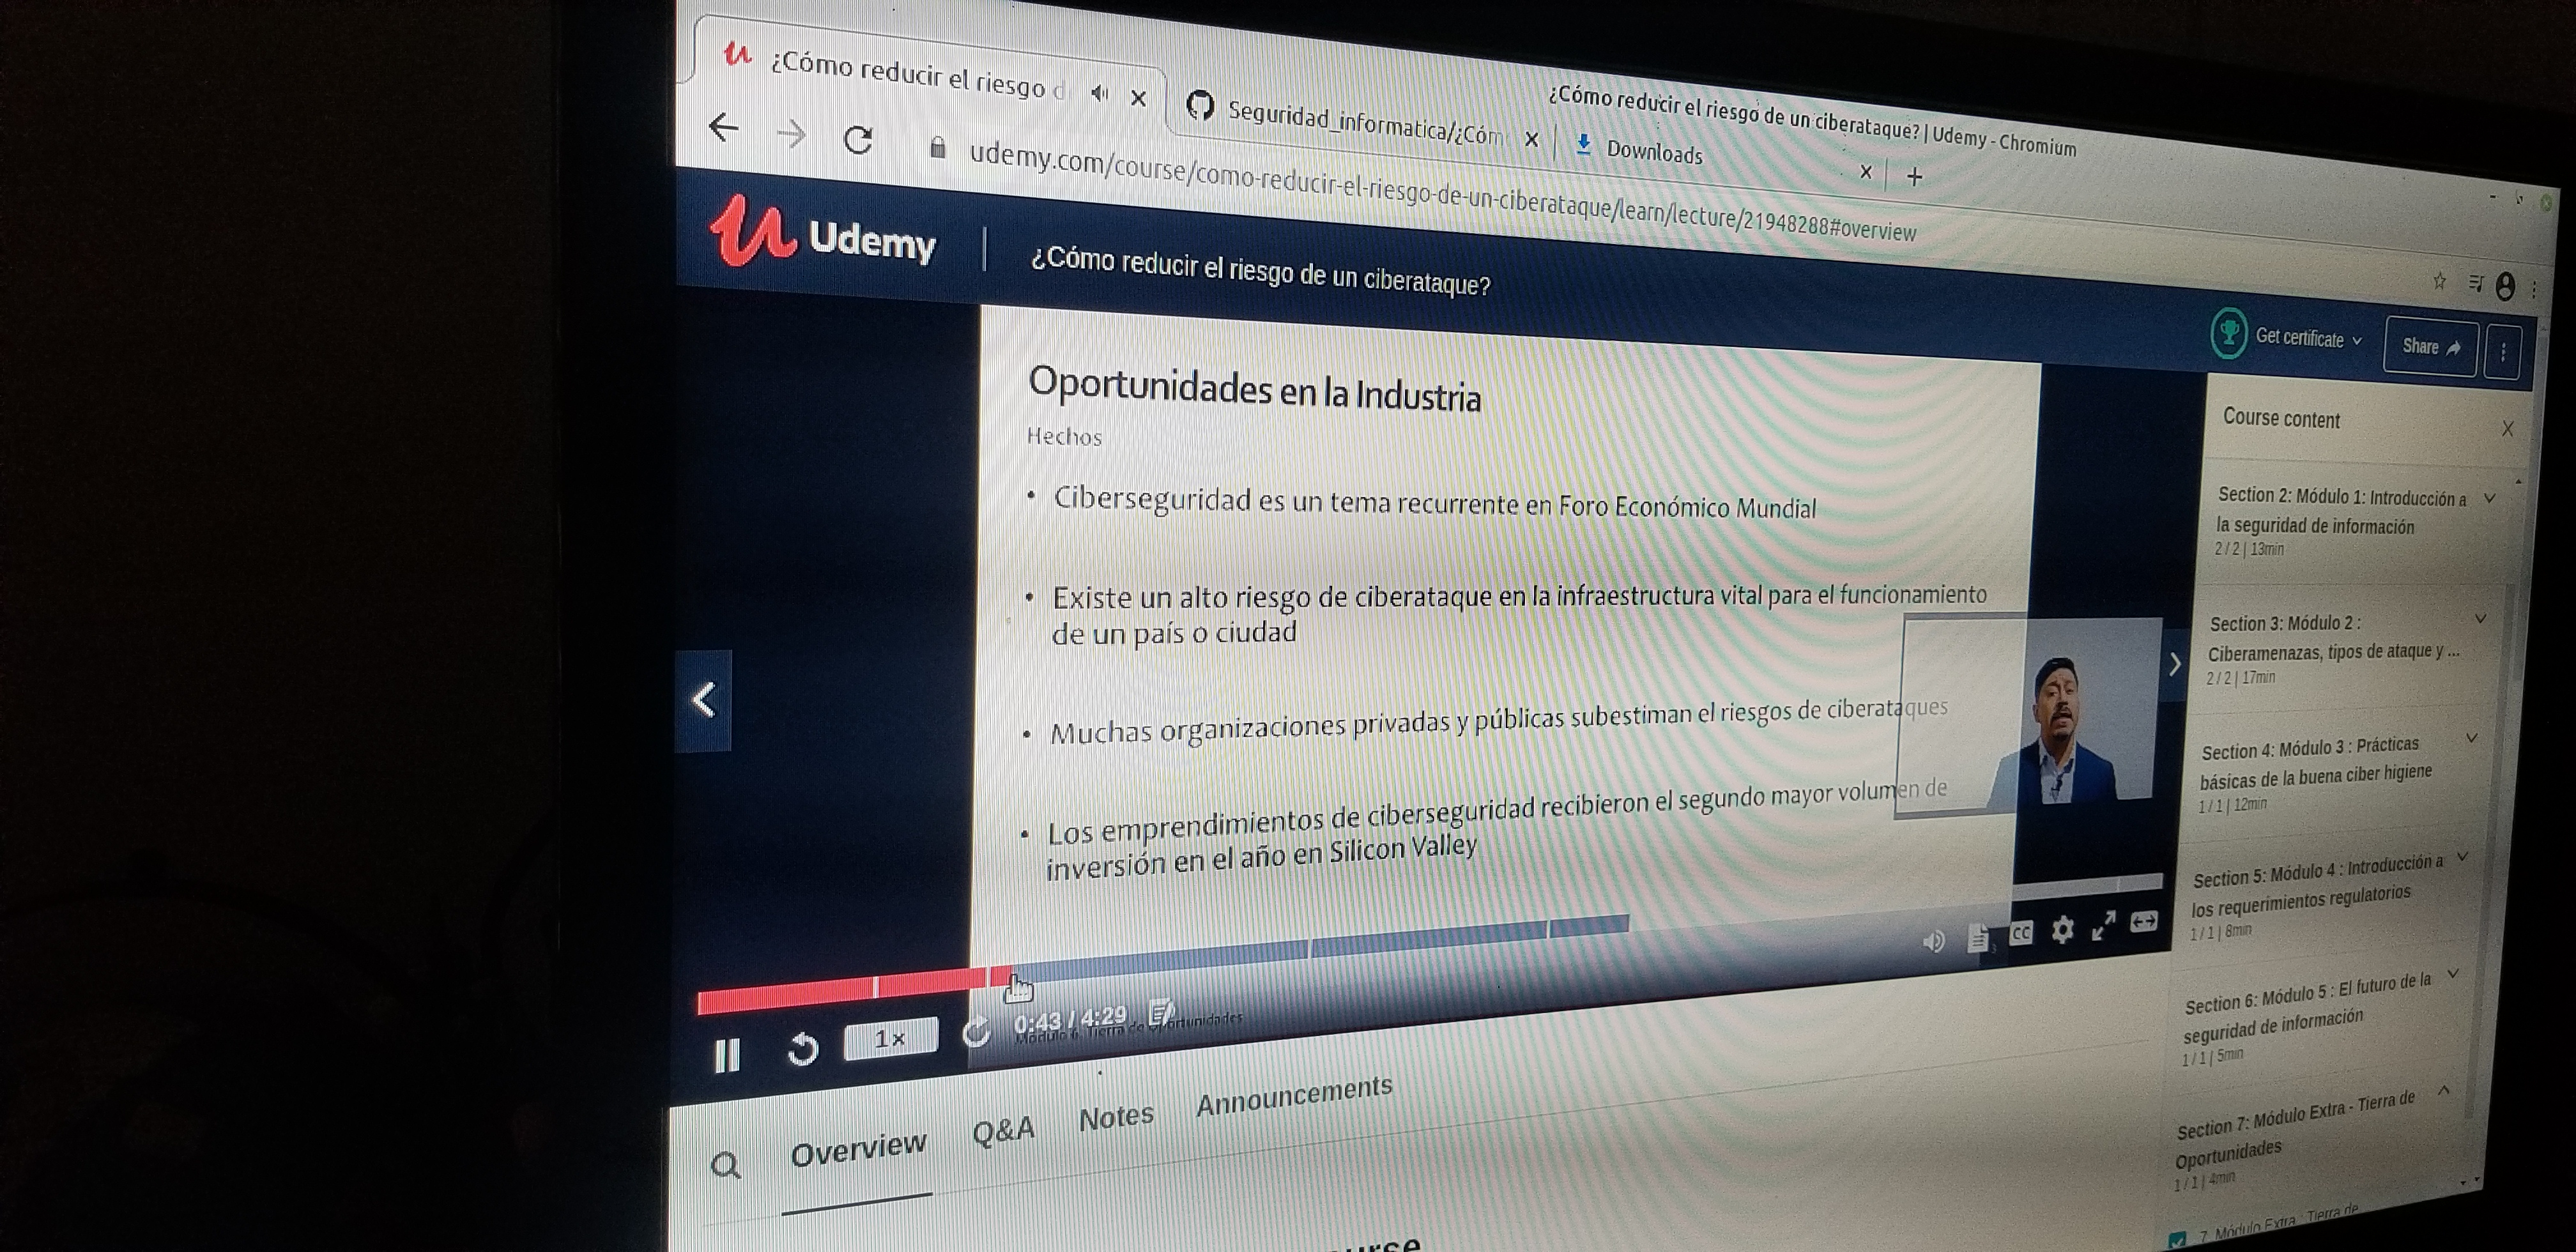 ¿Cómo reducir el riesgo de un ciberataque? | Udemy - Chromium
¿Cómo reducir el riesgo d
Seguridad_informatica/¿Cóm
Downloads
udemy.com/course/como-reducir-el-riesgo-de-un-ciberataque/learn/lecture/21948288#overview
Udemy
¿Cómo reducir el riesgo de un ciberataque?
Get certificate
Share
Oportunidades en la Industria
Hechos
• Ciberseguridad es un tema recurrente en Foro Económico Mundial
• Existe un alto riesgo de ciberataque en la infraestructura vital para el funcionamiento
de un país o ciudad
• Muchas organizaciones privadas y públicas subestiman el riesgos de ciberataques
• Los emprendimientos de ciberseguridad recibieron el segundo mayor volumen de
inversión en el año en Silicon Valley
1x
0:43 / 4:29
Módulo 6. Tierra de Oportunidades
CC
Overview
Q&A
Notes
Announcements
Course content
Section 2: Módulo 1: Introducción a
la seguridad de información
2 / 2 | 13min
Section 3: Módulo 2 :
Ciberamenazas, tipos de ataque y ...
2 / 2 | 17min
Section 4: Módulo 3 : Prácticas
básicas de la buena ciber higiene
1 / 1 | 12min
Section 5: Módulo 4 : Introducción a
los requerimientos regulatorios
1 / 1 | 8min
Section 6: Módulo 5 : El futuro de la
seguridad de información
1 / 1 | 5min
Section 7: Módulo Extra - Tierra de
Oportunidades
1 / 1 | 4min
7. Módulo Extra - Tierra de